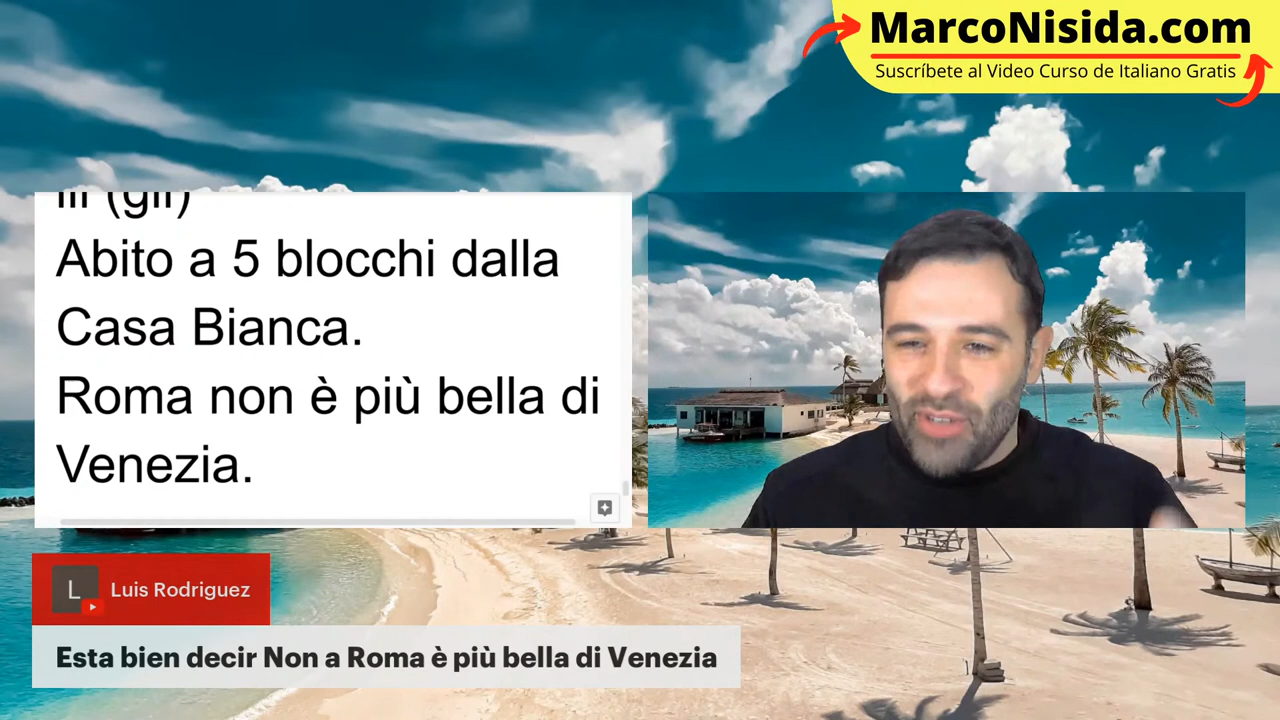 MarcoNisida.com
Suscríbete al Video Curso de Italiano Gratis
Abito a 5 blocchi dalla
Casa Bianca.
Roma non è più bella di
Venezia.
L Luis Rodriguez
Esta bien decir Non a Roma è più bella di Venezia